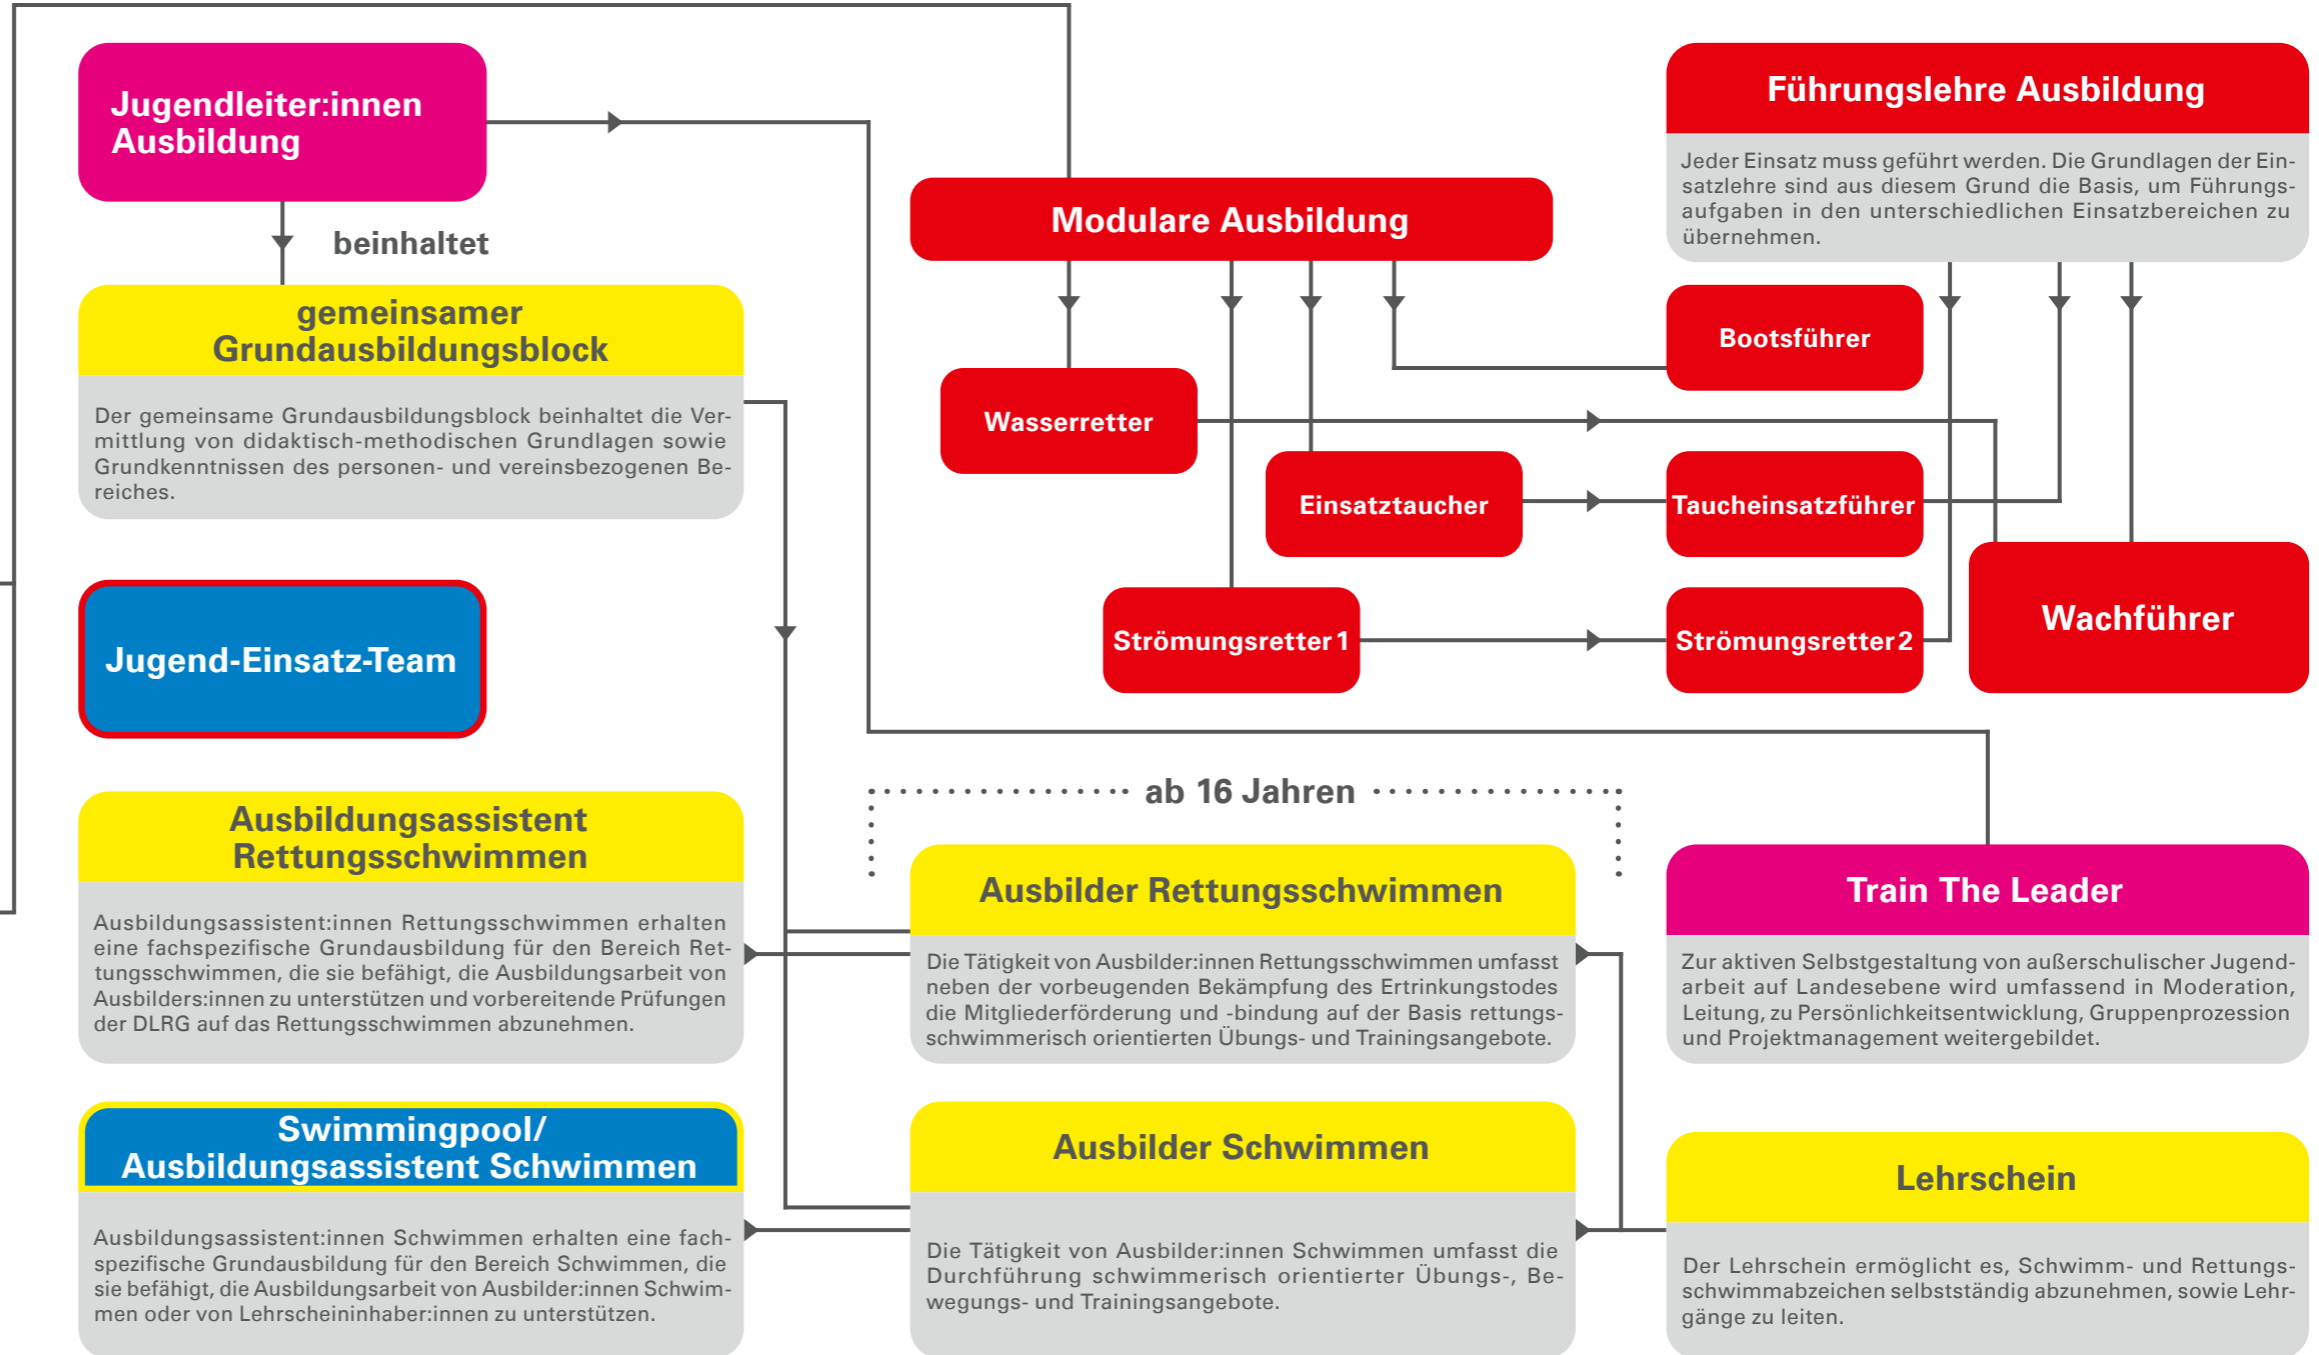 Jugendleiter:innen
Ausbildung
beinhaltet
gemeinsamer
Grundausbildungsblock
Der gemeinsame Grundausbildungsblock beinhaltet die Ver-
mittlung von didaktisch-methodischen Grundlagen sowie
Grundkenntnissen des personen- und vereinsbezogenen Be-
reiches.
Jugend-Einsatz-Team
Modulare Ausbildung
Führungslehre Ausbildung
Jeder Einsatz muss geführt werden. Die Grundlagen der Ein-
satzlehre sind aus diesem Grund die Basis, um Führungs-
aufgaben in den unterschiedlichen Einsatzbereichen zu
übernehmen.
Bootsführer
Wasserretter
Einsatztaucher
Taucheinsatzführer
Strömungsretter 1
Strömungsretter 2
Wachführer
ab 16 Jahren
Ausbildungsassistent
Rettungsschwimmen
Ausbildungsassistent:innen Rettungsschwimmen erhalten
eine fachspezifische Grundausbildung für den Bereich Ret-
tungsschwimmen, die sie befähigt, die Ausbildungsarbeit von
Ausbilders:innen zu unterstützen und vorbereitende Prüfungen
der DLRG auf das Rettungsschwimmen abzunehmen.
Ausbilder Rettungsschwimmen
Die Tätigkeit von Ausbilder:innen Rettungsschwimmen umfasst
neben der vorbeugenden Bekämpfung des Ertrinkungstodes
die Mitgliederförderung und -bindung auf der Basis rettungs-
schwimmerisch orientierten Übungs- und Trainingsangebote.
Train The Leader
Zur aktiven Selbstgestaltung von außerschulischer Jugend-
arbeit auf Landesebene wird umfassend in Moderation,
Leitung, zu Persönlichkeitsentwicklung, Gruppenprozession
und Projektmanagement weitergebildet.
Swimmingpool/
Ausbildungsassistent Schwimmen
Ausbildungsassistent:innen Schwimmen erhalten eine fach-
spezifische Grundausbildung für den Bereich Schwimmen, die
sie befähigt, die Ausbildungsarbeit von Ausbilder:innen Schwim-
men oder von Lehrscheininhaber:innen zu unterstützen.
Ausbilder Schwimmen
Die Tätigkeit von Ausbilder:innen Schwimmen umfasst die
Durchführung schwimmerisch orientierter Übungs-, Be-
wegungs- und Trainingsangebote.
Lehrschein
Der Lehrschein ermöglicht es, Schwimm- und Rettungs-
schwimmabzeichen selbstständig abzunehmen, sowie Lehr-
gänge zu leiten.